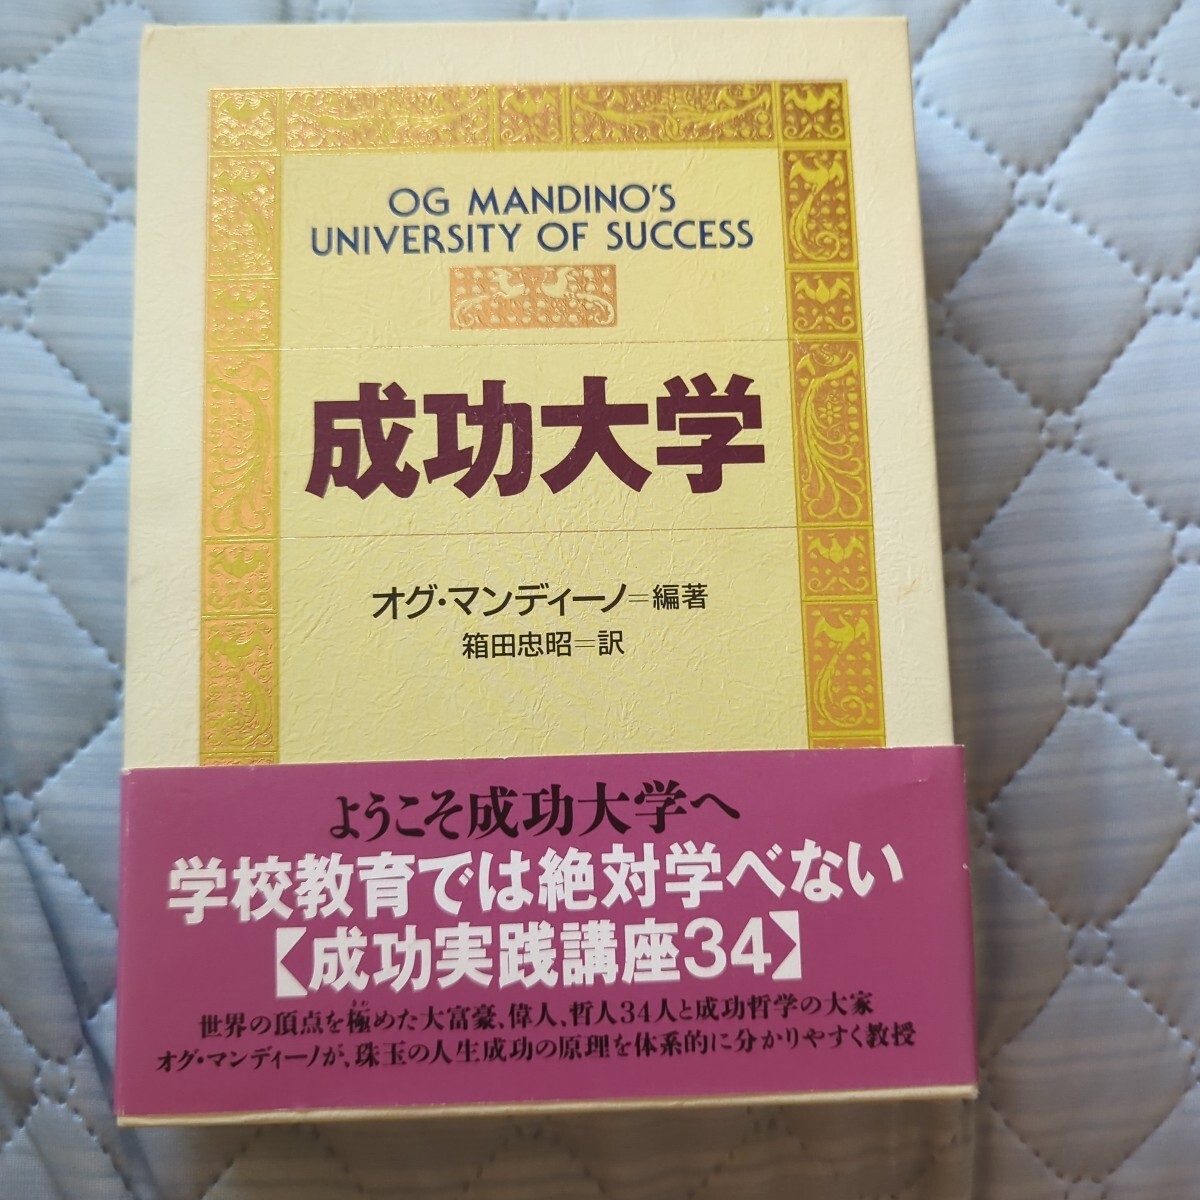 OG MANDINO'S
UNIVERSITY OF SUCCESS
成功大学
オグ・マンディーノ=編著
箱田忠昭=訳
ようこそ成功大学へ
学校教育では絶対学べない
【成功実践講座34】
世界の頂点を極めた大富豪、偉人、哲人34人と成功哲学の大家
オグ・マンディーノが、珠玉の人生成功の原理を体系的に分かりやすく教授